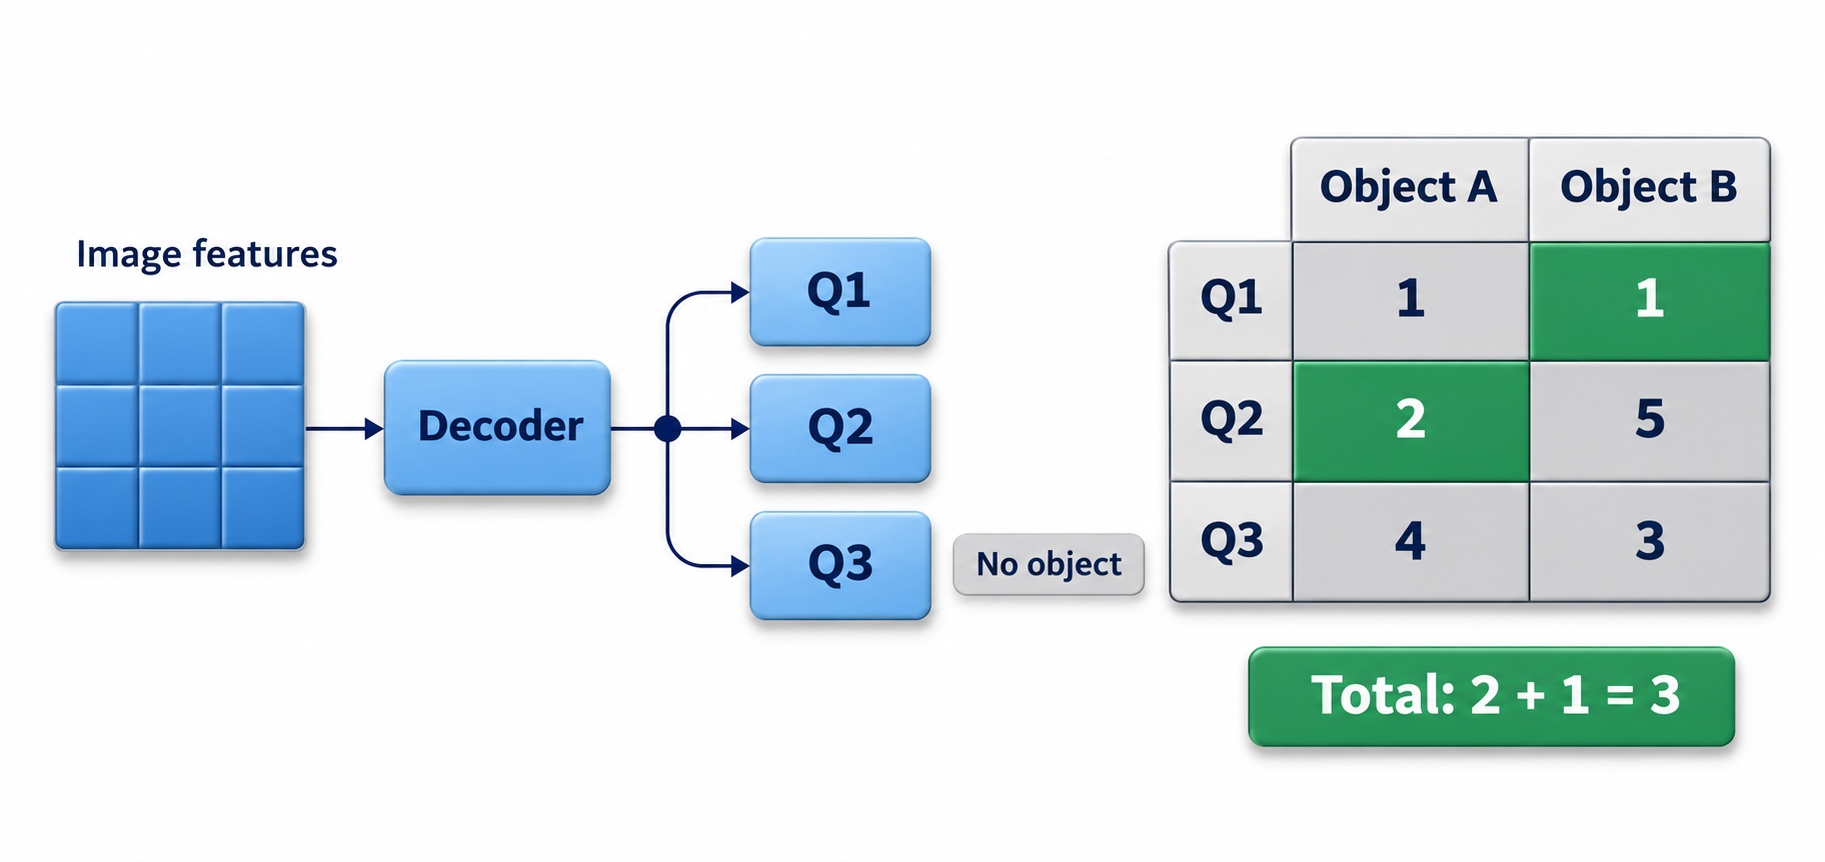 Image features
Decoder
Q1
Q2
Q3
No object
Object A Object B
Q1 1 1
Q2 2 5
Q3 4 3
Total: 2 + 1 = 3